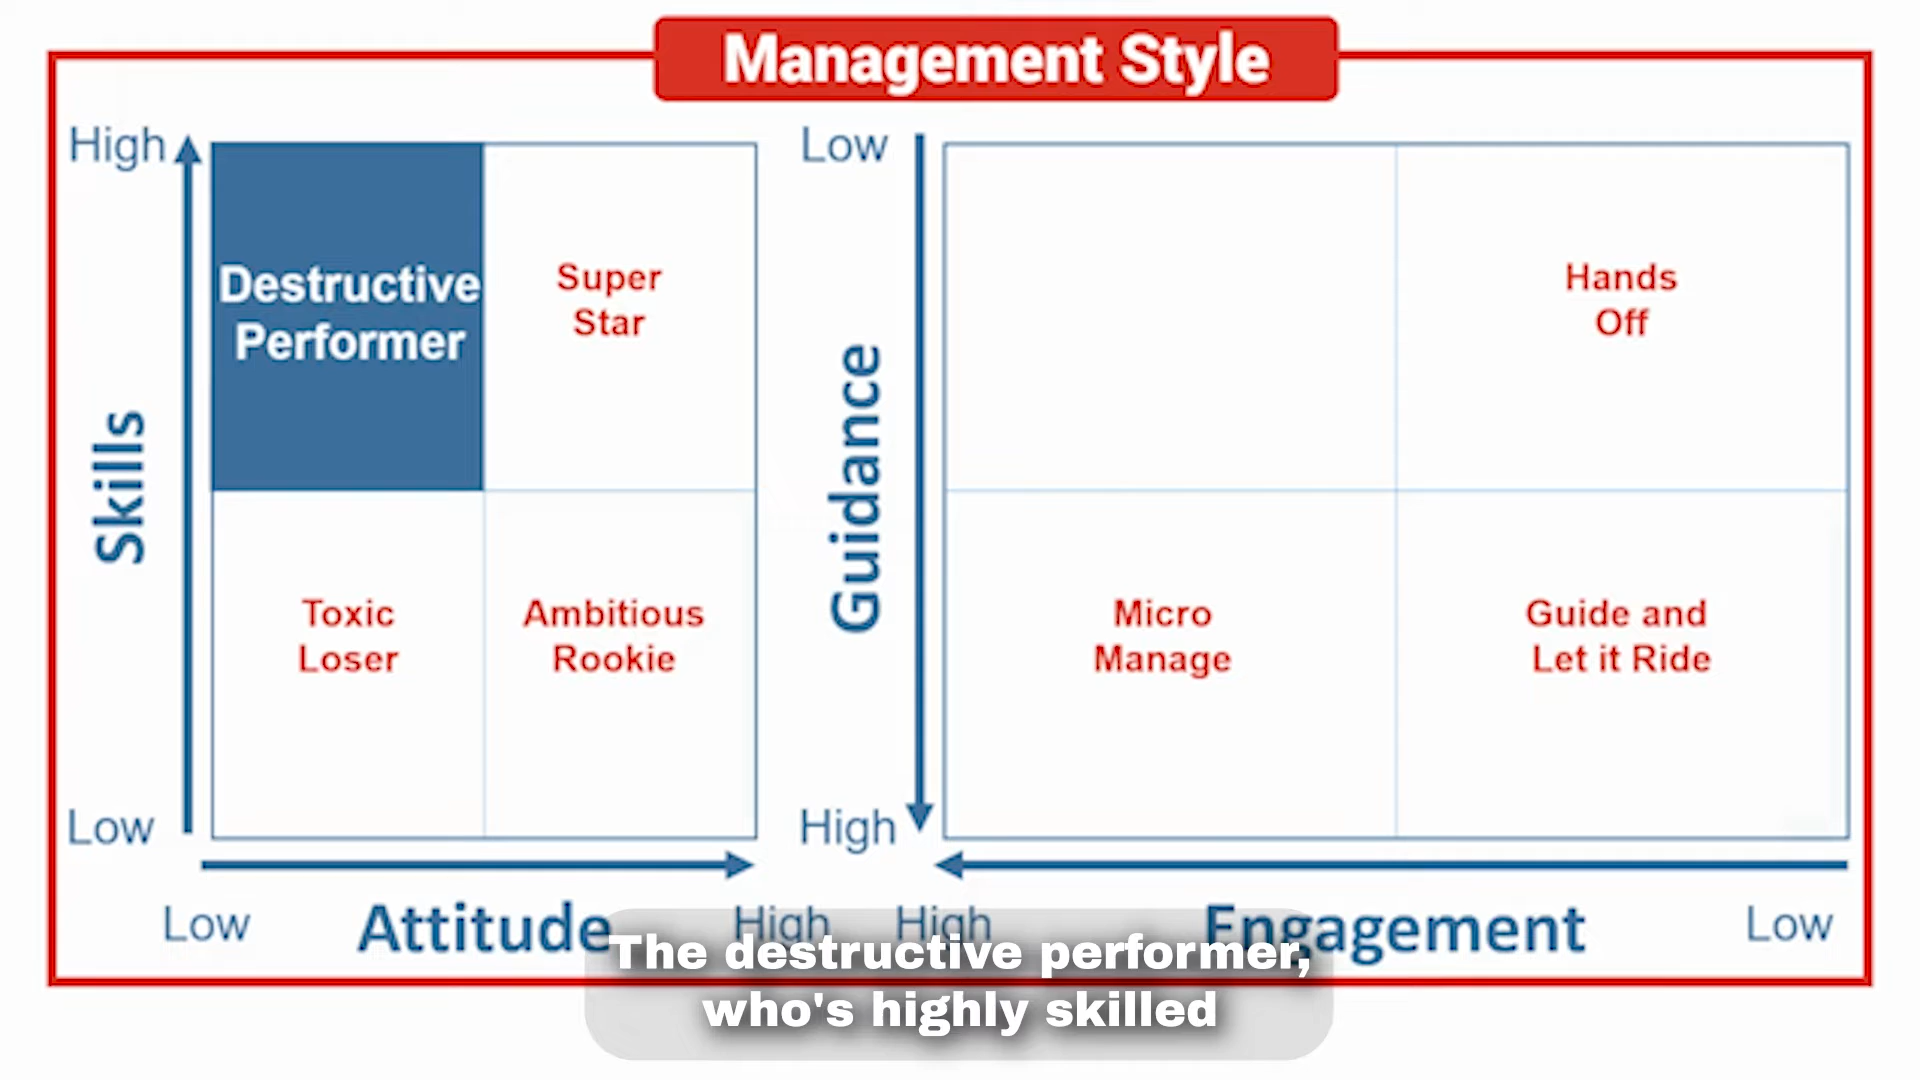 Management Style
High
Destructive
Performer
Super
Star
Skills
Toxic
Loser
Ambitious
Rookie
Low
Low
Attitude
High
Low
Hands
Off
Guidance
Micro
Manage
Guide and
Let it Ride
High
High
Engagement
Low
The destructive performer,
who's highly skilled